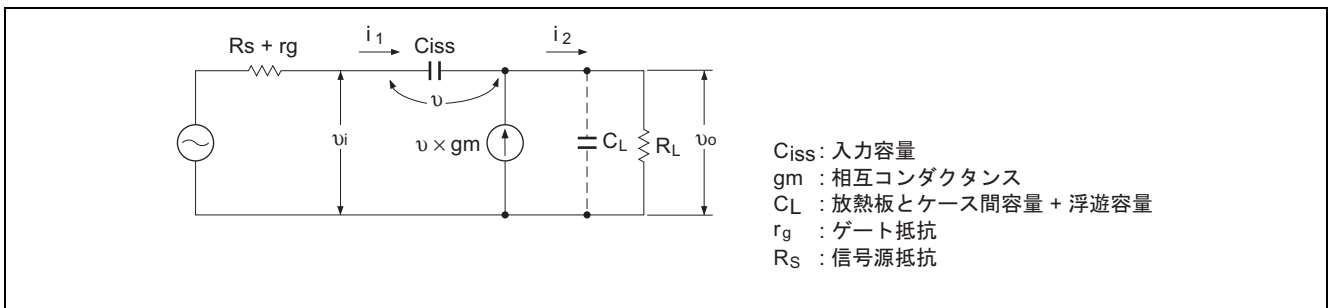 Rs + rg
i1
Ciss
i2
υ
υi
υ × gm
CL
RL
υo
Ciss : 入力容量
gm : 相互コンダクタンス
CL : 放熱板とケース間容量 + 浮遊容量
rg : ゲート抵抗
RS : 信号源抵抗